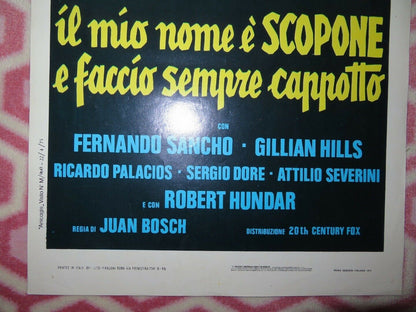 il mio nome è SCOPONE
e faccio sempre cappotto
CON
FERNANDO SANCHO · GILLIAN HILLS
RICARDO PALACIOS · SERGIO DORE · ATTILIO SEVERINI
E CON ROBERT HUNDAR
REGIA DI JUAN BOSCH
DISTRIBUZIONE 20th CENTURY FOX